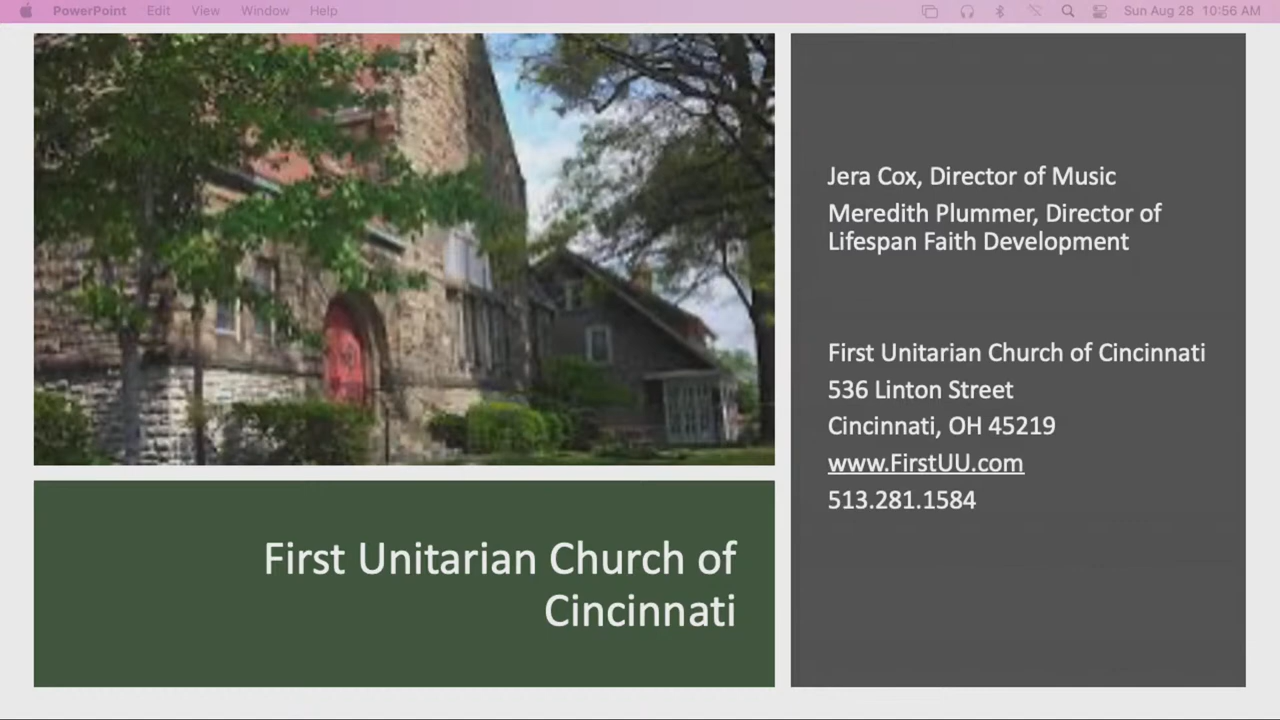 PowerPoint Edit View Window Help Sun Aug 28 10:56 AM
First Unitarian Church of
Cincinnati
Jera Cox, Director of Music
Meredith Plummer, Director of
Lifespan Faith Development
First Unitarian Church of Cincinnati
536 Linton Street
Cincinnati, OH 45219
www.FirstUU.com
513.281.1584